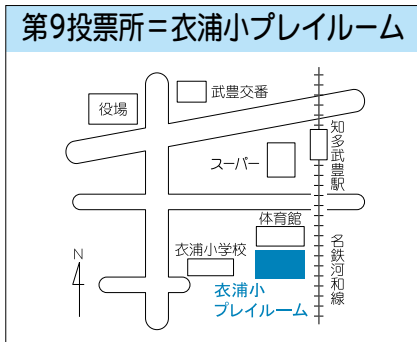 第9投票所＝衣浦小プレイルーム
武豊交番
役場
知多武豊駅
スーパー
体育館
衣浦小学校
名鉄河和線
N
衣浦小
プレイルーム